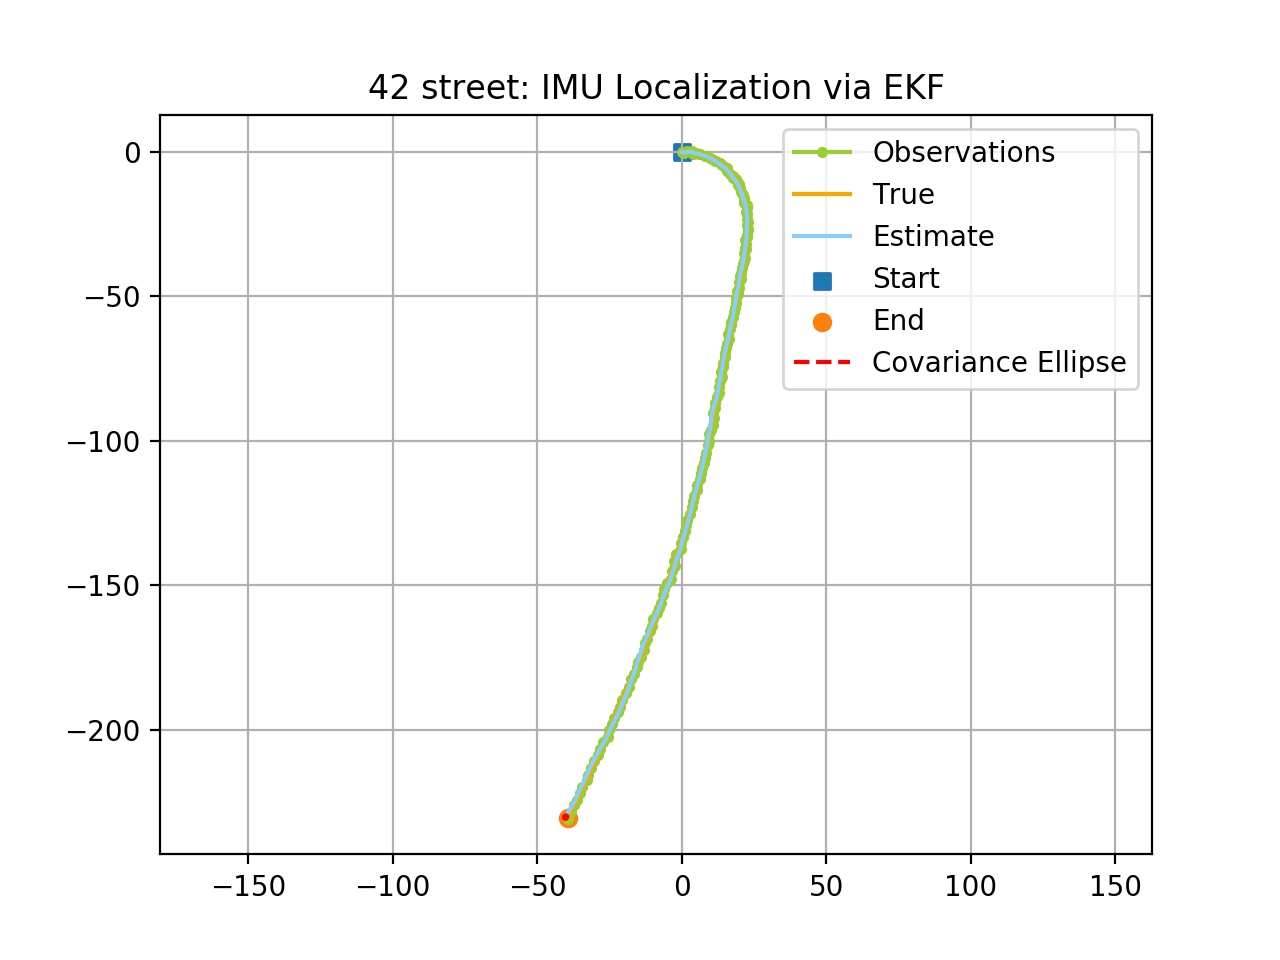 42 street: IMU Localization via EKF
0
−50
−100
−150
−200
−150
−100
−50
0
50
100
150
Observations
True
Estimate
Start
End
Covariance Ellipse